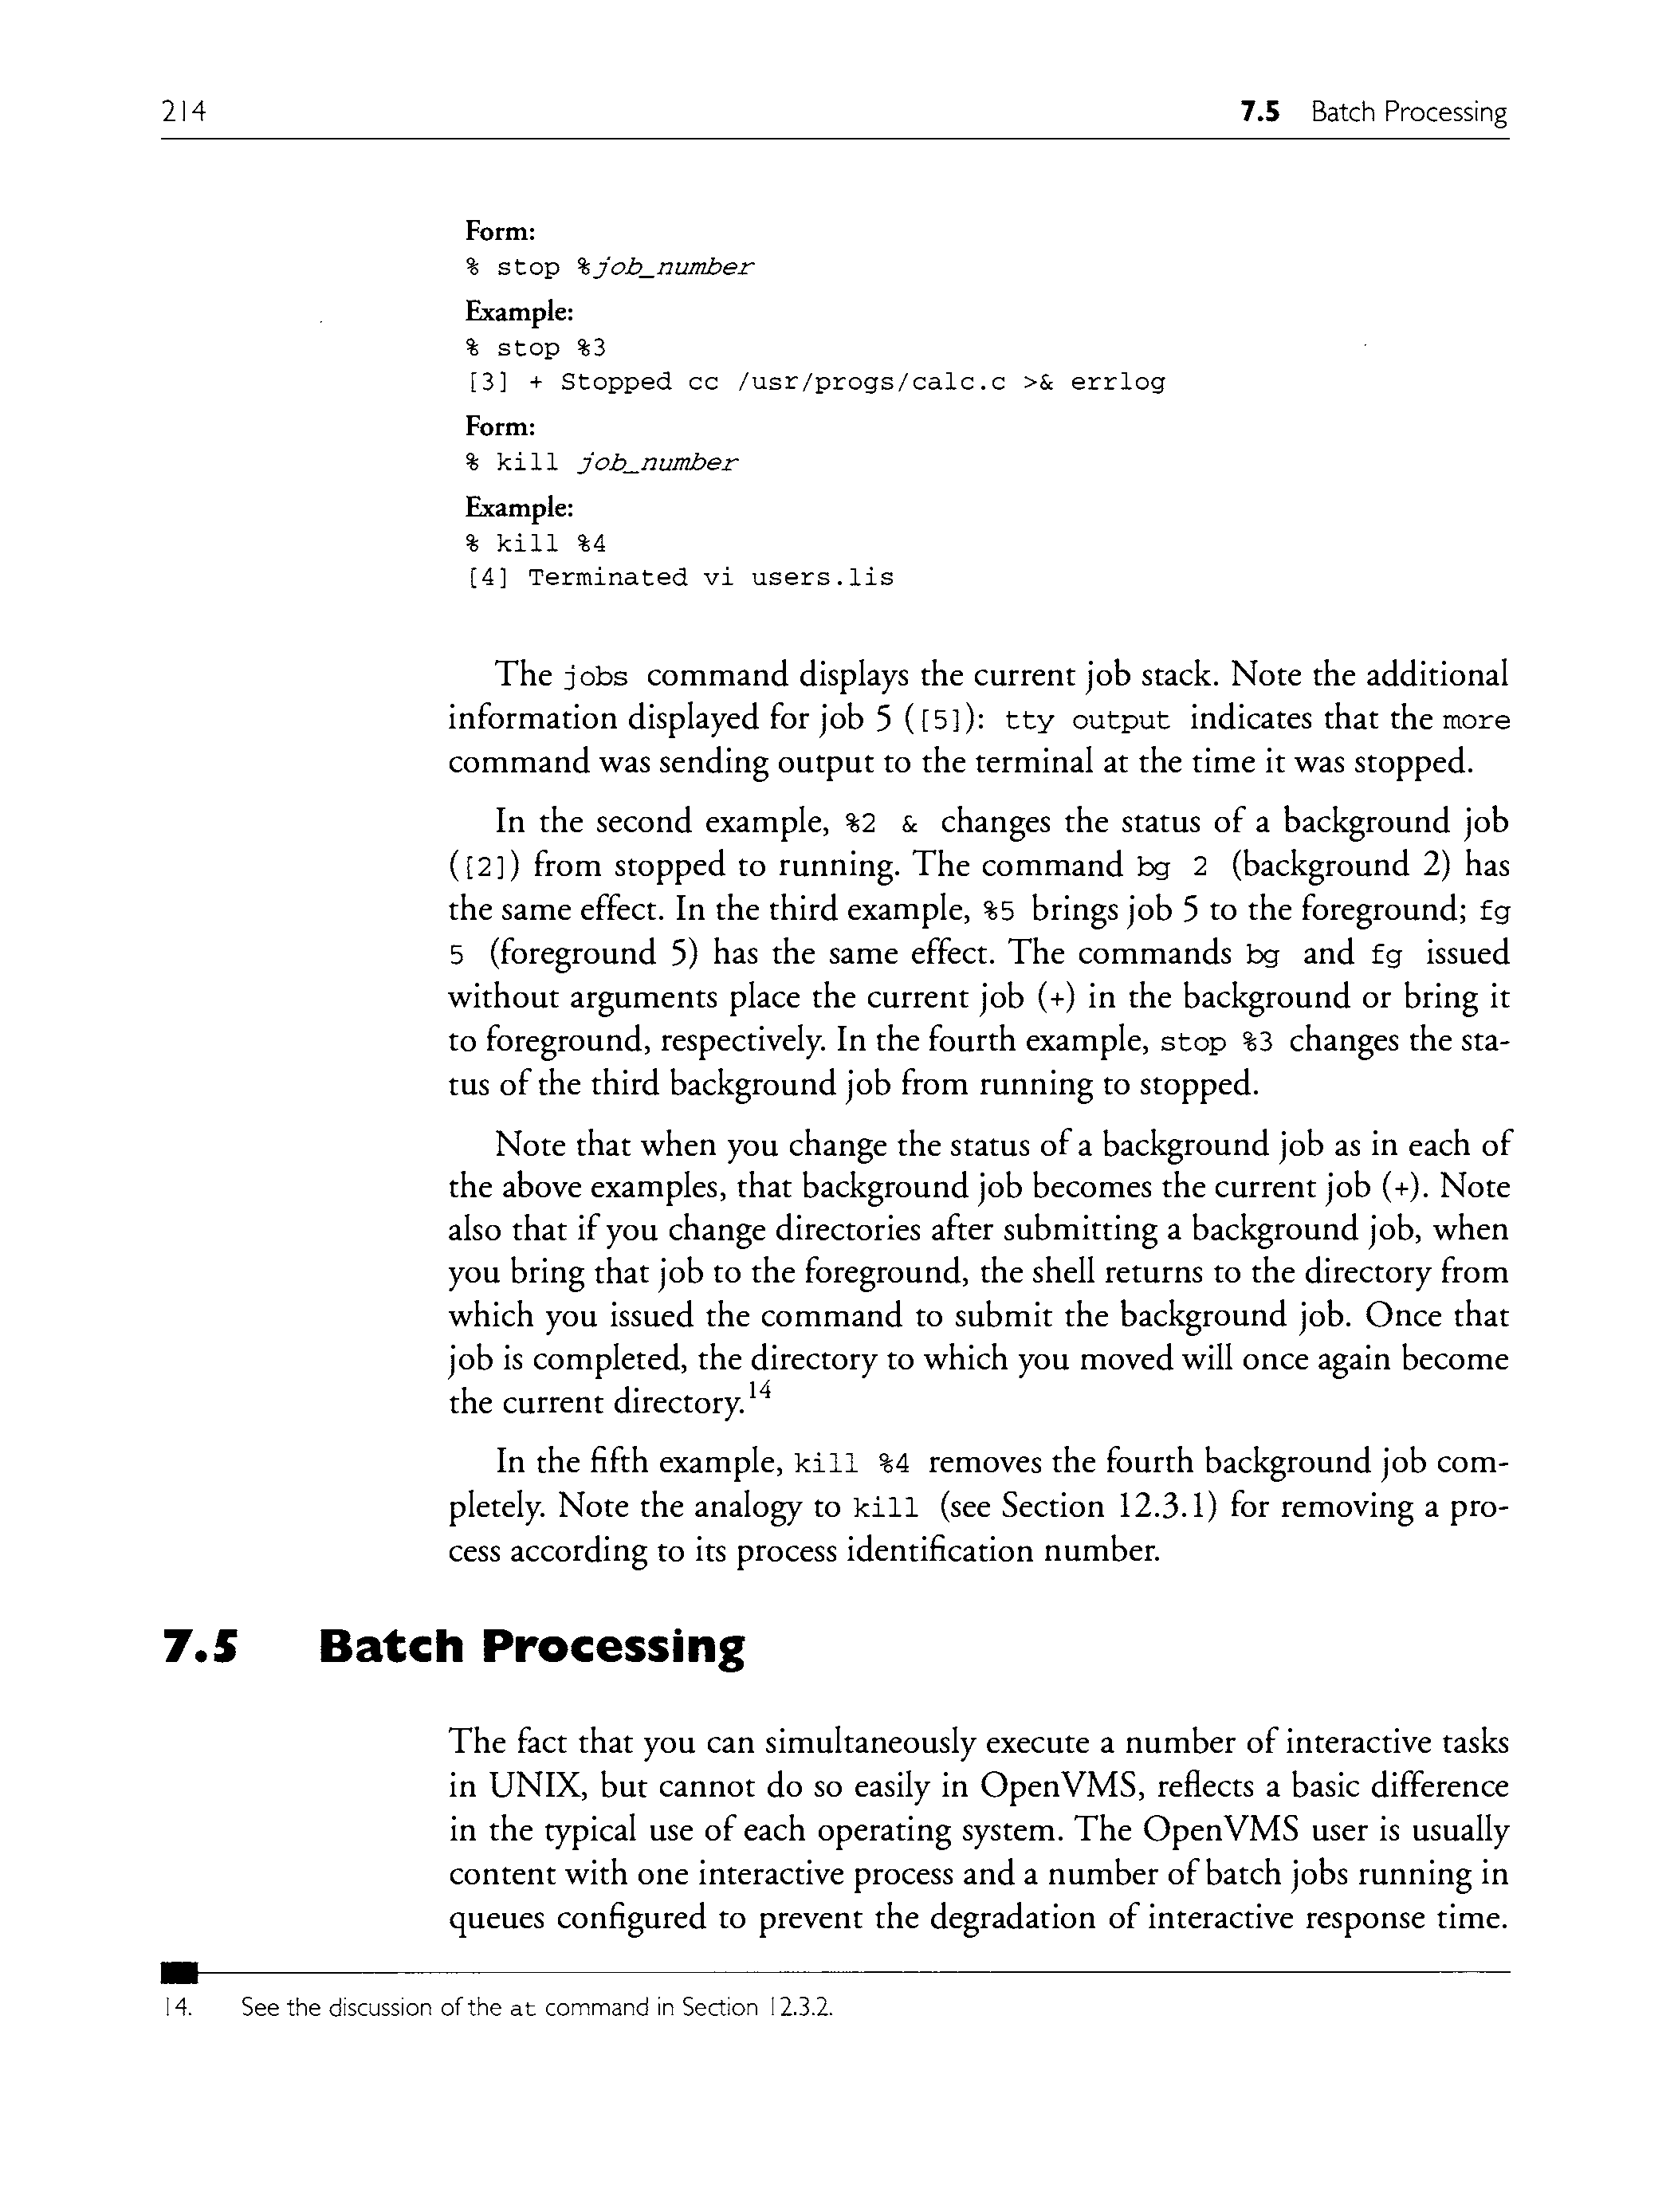 214
7.5 Batch Processing
Form:
% stop %job_number
Example:
% stop %3
[3] + Stopped cc /usr/progs/calc.c >& errlog
Form:
% kill job_number
Example:
% kill %4
[4] Terminated vi users.lis
The jobs command displays the current job stack. Note the additional
information displayed for job 5 ([5]): tty output indicates that the more
command was sending output to the terminal at the time it was stopped.
In the second example, %2 & changes the status of a background job
([2]) from stopped to running. The command bg 2 (background 2) has
the same effect. In the third example, %5 brings job 5 to the foreground; fg
5 (foreground 5) has the same effect. The commands bg and fg issued
without arguments place the current job (+) in the background or bring it
to foreground, respectively. In the fourth example, stop %3 changes the sta-
tus of the third background job from running to stopped.
Note that when you change the status of a background job as in each of
the above examples, that background job becomes the current job (+). Note
also that if you change directories after submitting a background job, when
you bring that job to the foreground, the shell returns to the directory from
which you issued the command to submit the background job. Once that
job is completed, the directory to which you moved will once again become
the current directory.14
In the fifth example, kill %4 removes the fourth background job com-
pletely. Note the analogy to kill (see Section 12.3.1) for removing a pro-
cess according to its process identification number.
7.5 Batch Processing
The fact that you can simultaneously execute a number of interactive tasks
in UNIX, but cannot do so easily in OpenVMS, reflects a basic difference
in the typical use of each operating system. The OpenVMS user is usually
content with one interactive process and a number of batch jobs running in
queues configured to prevent the degradation of interactive response time.
14. See the discussion of the at command in Section 12.3.2.